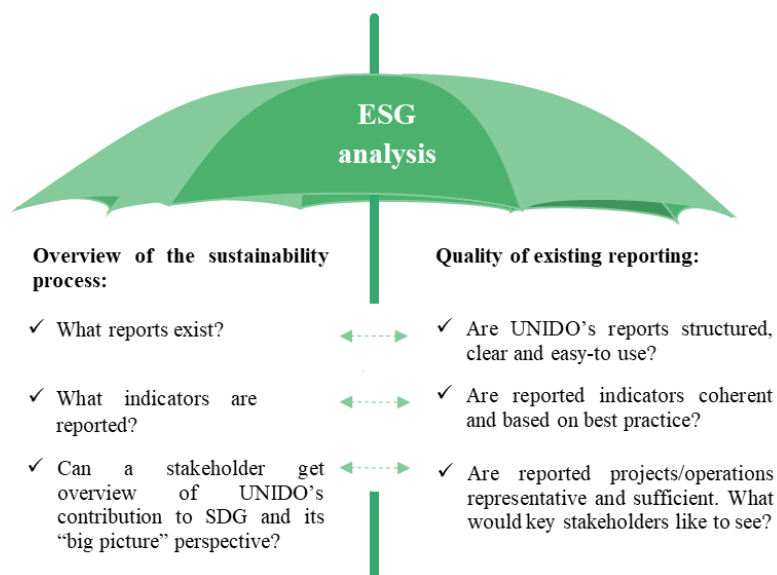 ESG
analysis
Overview of the sustainability
process:
✓ What reports exist?
✓ What indicators are
reported?
✓ Can a stakeholder get
overview of UNIDO's
contribution to SDG and its
“big picture” perspective?
Quality of existing reporting:
✓ Are UNIDO's reports structured,
clear and easy-to use?
✓ Are reported indicators coherent
and based on best practice?
✓ Are reported projects/operations
representative and sufficient. What
would key stakeholders like to see?